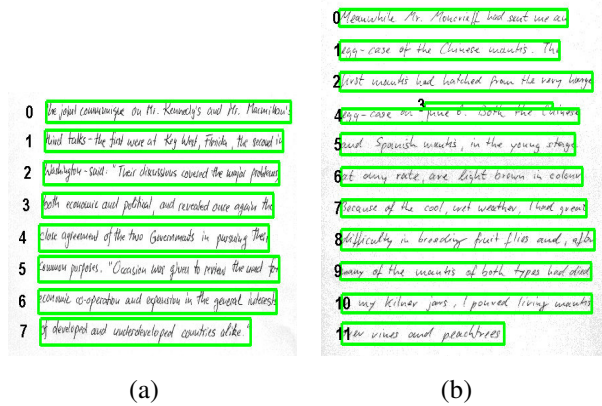 0 The joint communique on Mr. Kennedy's and Mr. Macmillan's
1 third talks - the first were at Key West, Florida, the second in
2 Washington - said: "Their discussions covered the major problems
3 both economic and political, and revealed once again the
4 close agreement of the two Governments in pursuing their
5 common purposes. "Occasion was given to review the need for
6 economic co-operation and expansion in the general interests
7 of developed and underdeveloped countries alike."
(a)
0 Meanwhile Mr. Moncrieff had sent me an
1 egg-case of the Chinese mantis. The
2 first mantis had hatched from the very large
3
4 egg-case on June 6. Both the Chinese
5 and Spanish mantis, in the young stage
6 at any rate, are light brown in colour
7 Because of the cool, wet weather, I had great
8 difficulty in breeding fruit flies and, after
9 many of the mantis of both types had died
10 my Kilner jars, I poured living mantis
11 over vines and peachtrees
(b)